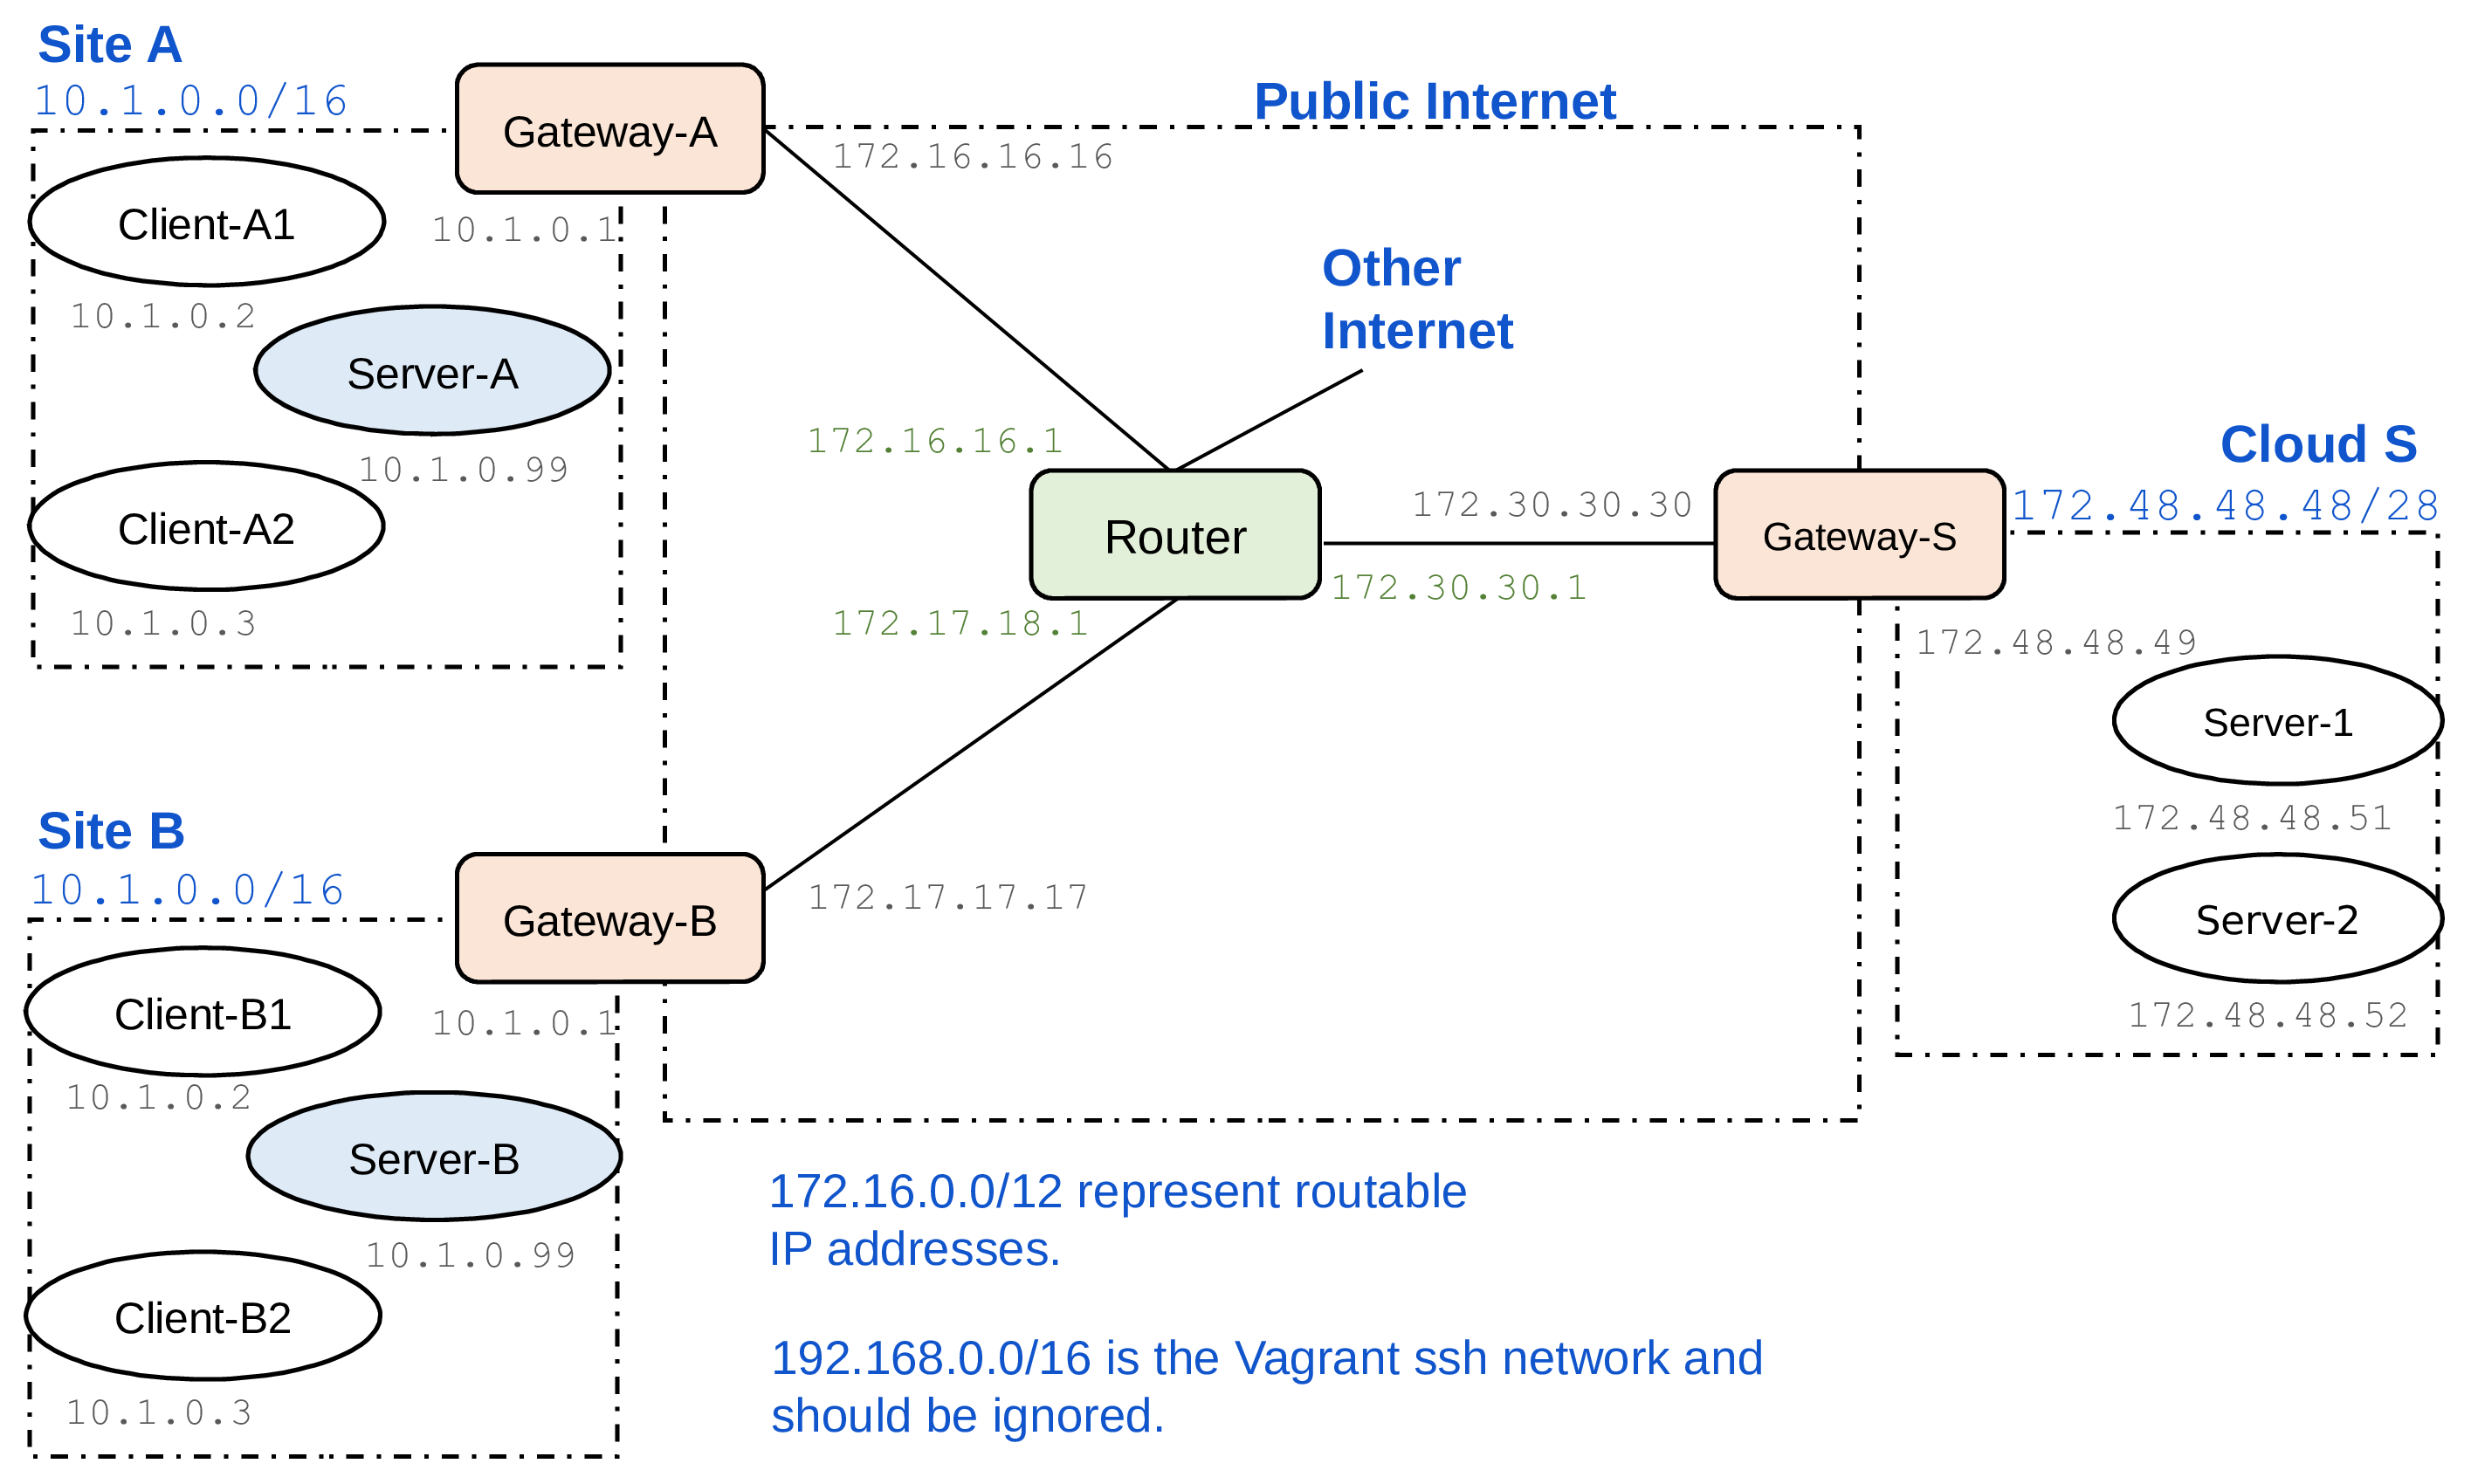 Site A
10.1.0.0/16
Gateway-A
Public Internet
172.16.16.16
Client-A1
10.1.0.1
10.1.0.2
Server-A
10.1.0.99
Client-A2
10.1.0.3
Other
Internet
172.16.16.1
Router
172.17.18.1
172.30.30.30
172.30.30.1
Gateway-S
Cloud S
172.48.48.48/28
172.48.48.49
Server-1
172.48.48.51
Server-2
172.48.48.52
Site B
10.1.0.0/16
Gateway-B
172.17.17.17
Client-B1
10.1.0.1
10.1.0.2
Server-B
10.1.0.99
Client-B2
10.1.0.3
172.16.0.0/12 represent routable
IP addresses.
192.168.0.0/16 is the Vagrant ssh network and
should be ignored.